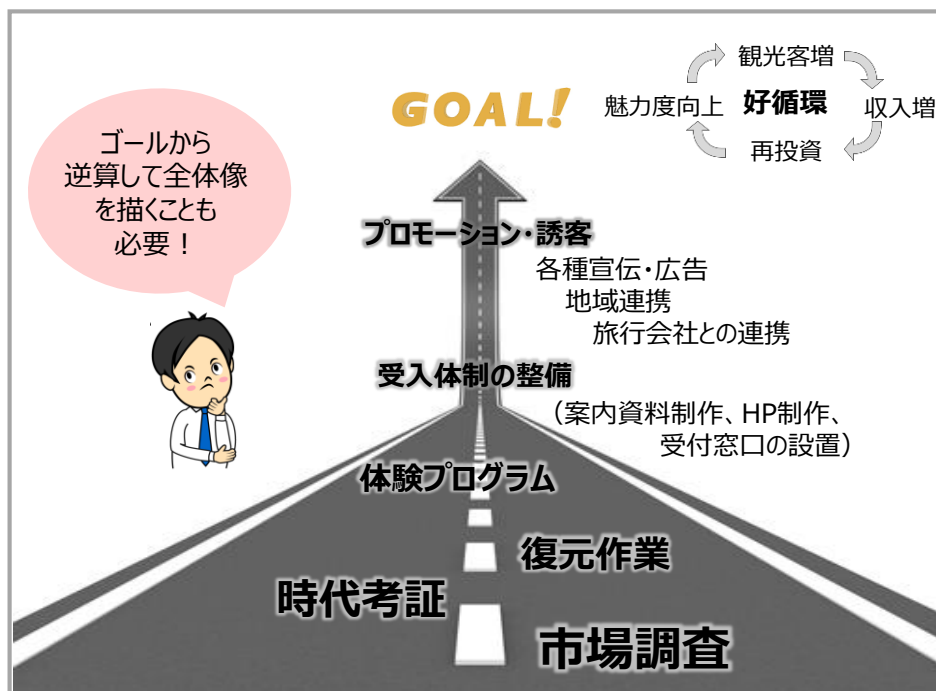 観光客増
魅力度向上 好循環 収入増
再投資
GOAL!
ゴールから
逆算して全体像
を描くことも
必要！
プロモーション・誘客
各種宣伝・広告
地域連携
旅行会社との連携
受入体制の整備
（案内資料制作、HP制作、
受付窓口の設置）
体験プログラム
復元作業
時代考証
市場調査